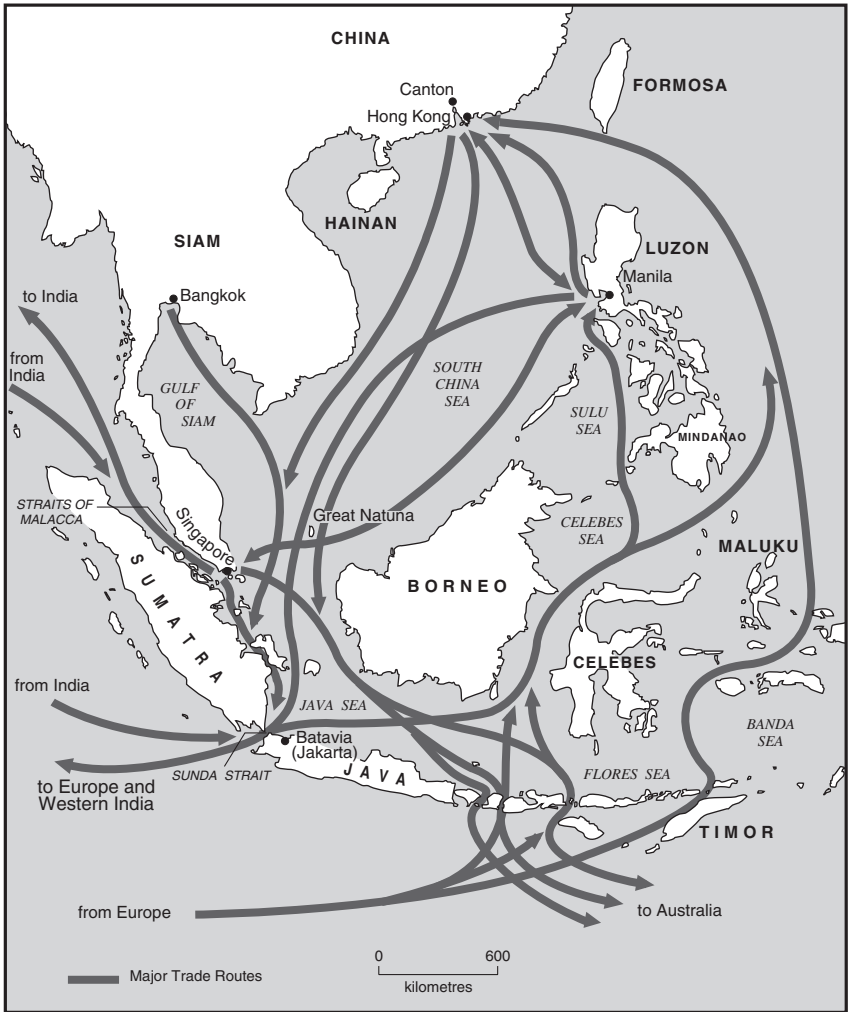 CHINA
Canton
Hong Kong
FORMOSA
HAINAN
SIAM
LUZON
Manila
Bangkok
to India
from
India
GULF
OF
SIAM
SOUTH
CHINA
SEA
SULU
SEA
MINDANAO
STRAITS OF
MALACCA
Singapore
Great Natuna
CELEBES
SEA
MALUKU
SUMATRA
BORNEO
CELEBES
from India
JAVA SEA
BANDA
SEA
Batavia
(Jakarta)
SUNDA STRAIT
JAVA
FLORES SEA
to Europe and
Western India
TIMOR
from Europe
to Australia
0 600
kilometres
Major Trade Routes